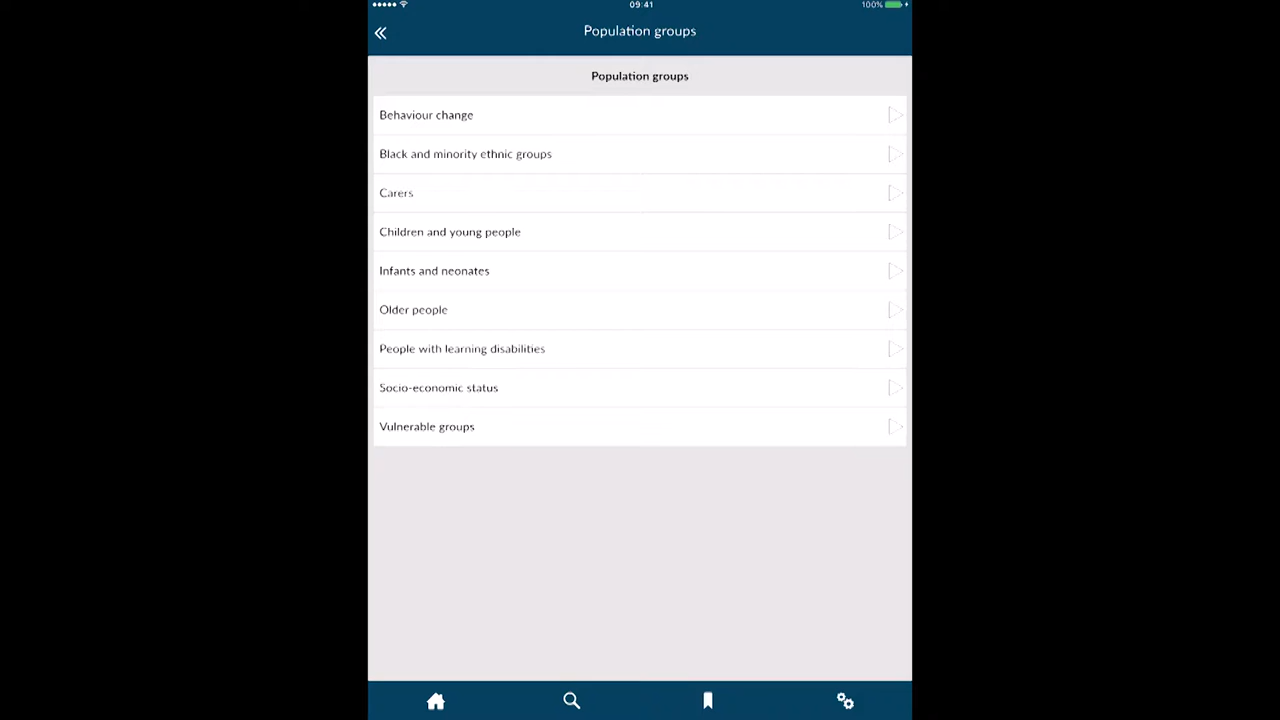 09:41
100%
Population groups
Population groups
Behaviour change
Black and minority ethnic groups
Carers
Children and young people
Infants and neonates
Older people
People with learning disabilities
Socio-economic status
Vulnerable groups